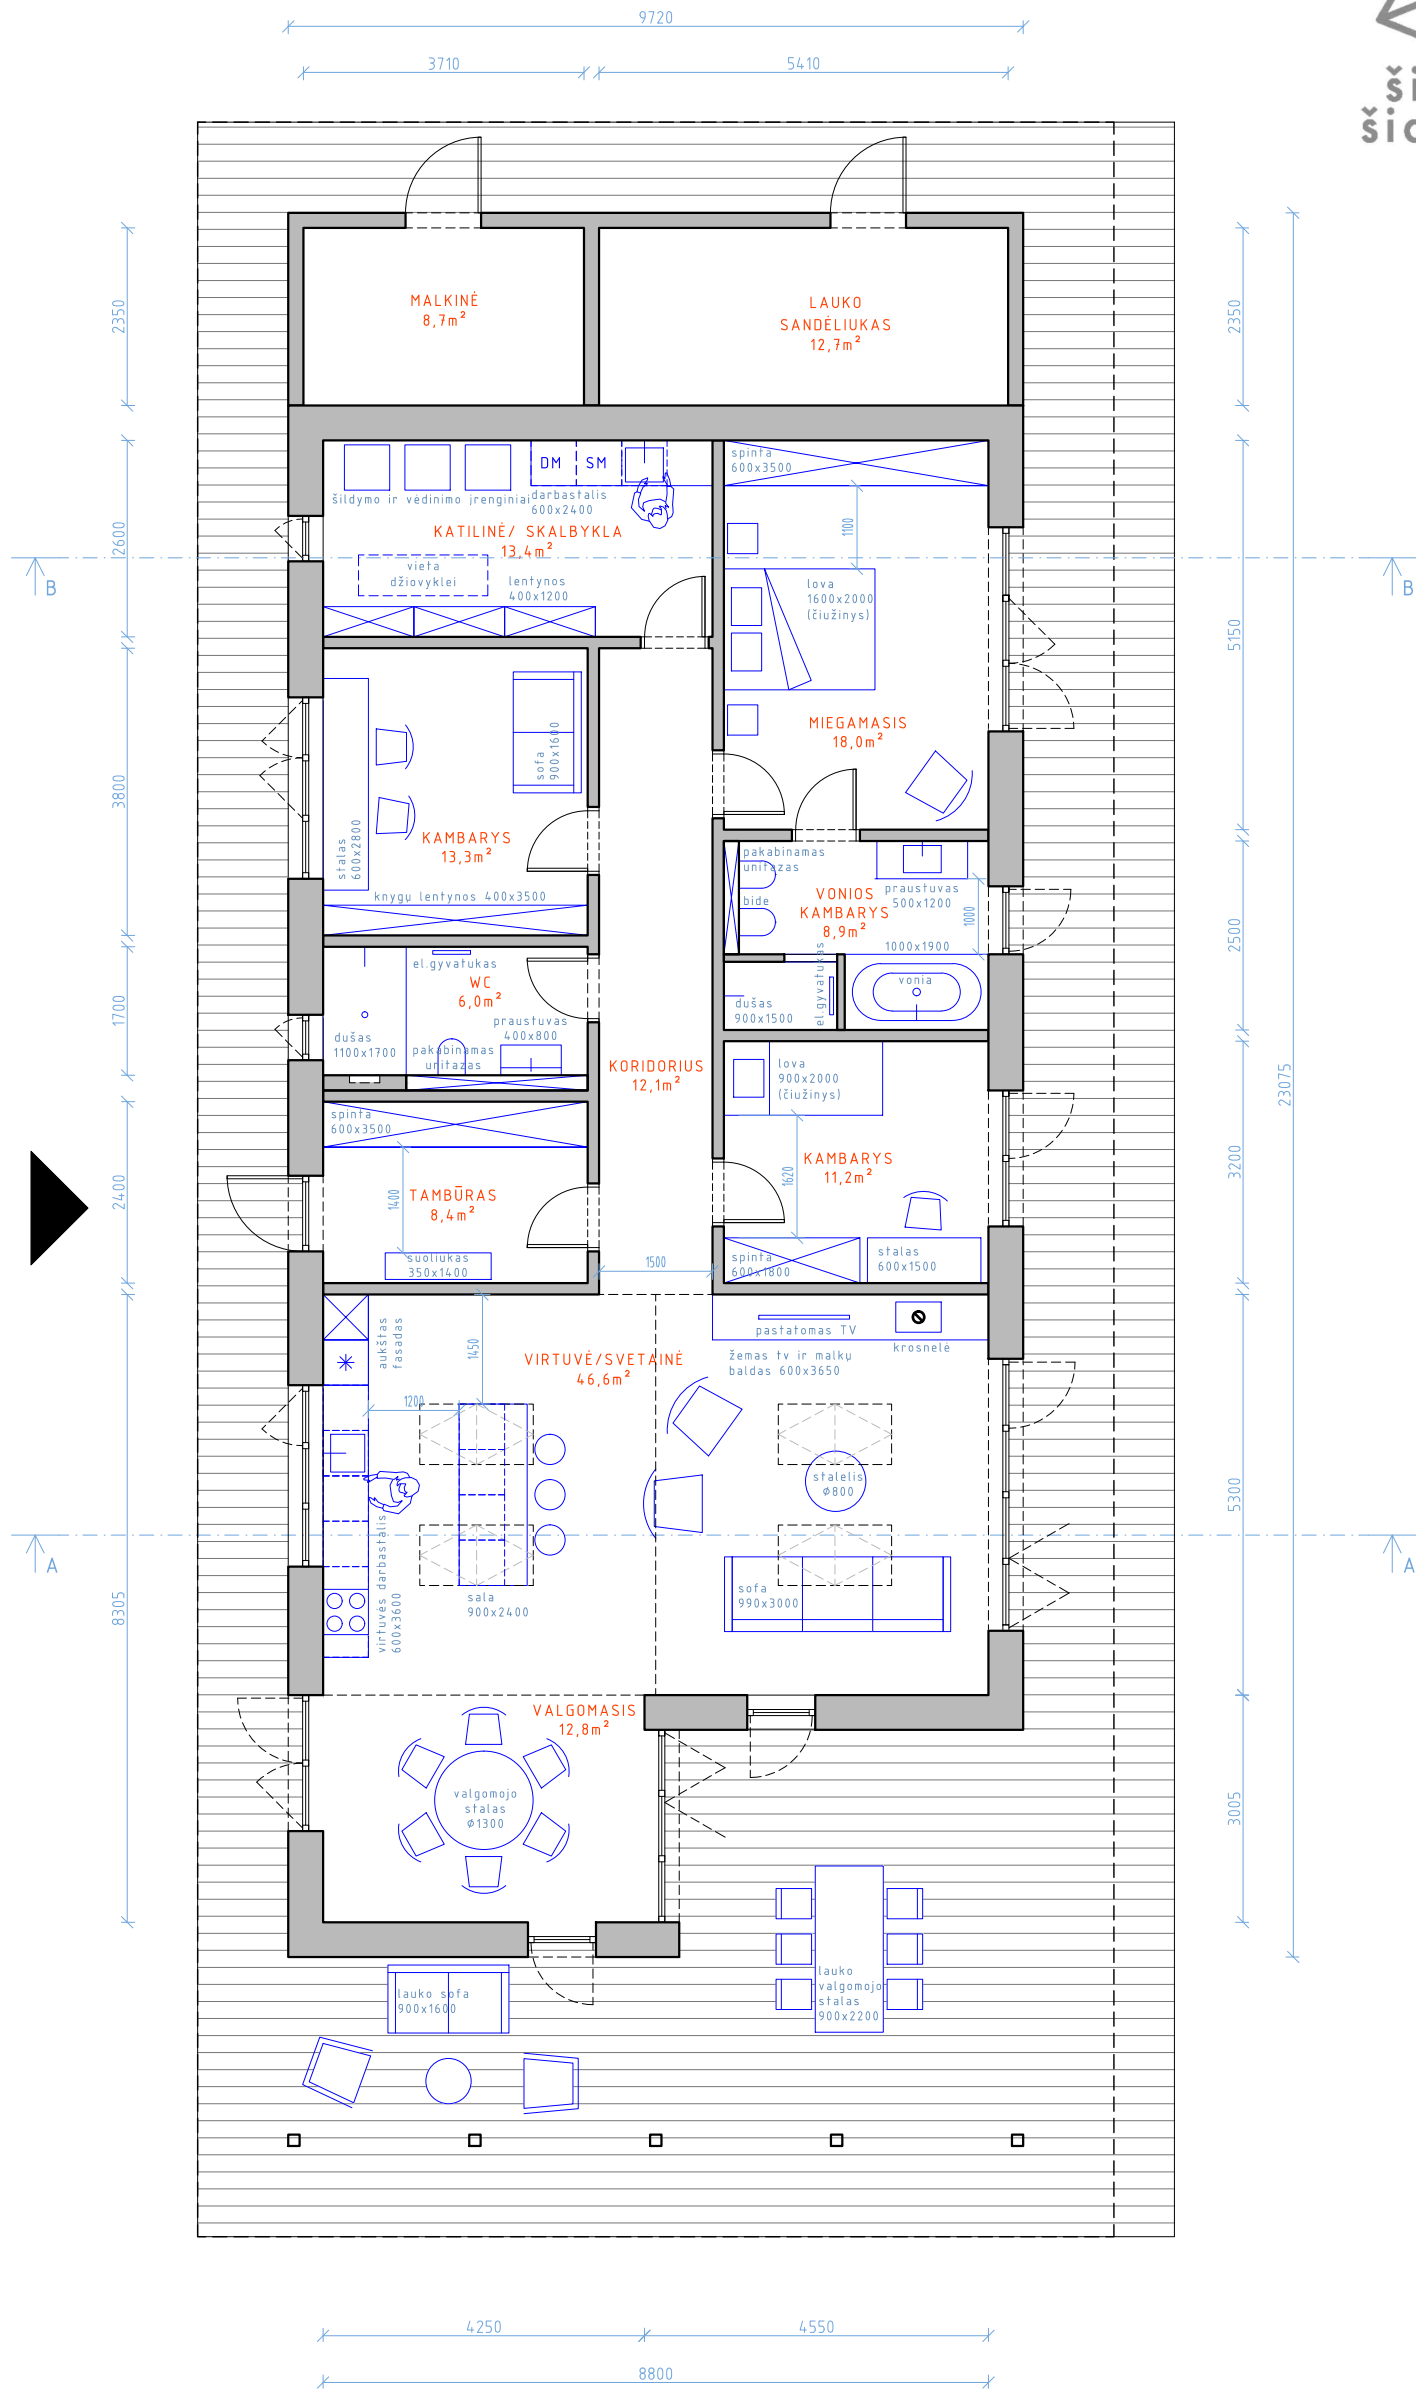 9720
3710
5410
MALKINĖ
8,7m²
LAUKO
SANDĖLIUKAS
12,7m²
2350
2350
DM
SM
šildymo ir vėdinimo įrenginiai
darbastalis
600x2400
KATILINĖ/ SKALBYKLA
13,4m²
vieta
džiovyklei
lentynos
400x1200
2600
spinta
600x3500
1100
lova
1600x2000
(čiužinys)
MIEGAMASIS
18,0m²
5150
B
B
sofa
900x1600
stalas
600x2800
KAMBARYS
13,3m²
knygų lentynos 400x3500
3800
pakabinamas
unitazas
bide
VONIOS
KAMBARYS
8,9m²
praustuvas
500x1200
1000
1000x1900
vonia
dušas
900x1500
el.gyvatukas
2500
el.gyvatukas
WC
6,0m²
praustuvas
400x800
dušas
1100x1700
pakabinamas
unitazas
1700
KORIDORIUS
12,1m²
23075
lova
900x2000
(čiužinys)
KAMBARYS
11,2m²
1620
spinta
600x1800
stalas
600x1500
3200
spinta
600x3500
1400
TAMBŪRAS
8,4m²
suoliukas
350x1400
2400
1500
aukštas
fasadas
1450
VIRTUVĖ/SVETAINĖ
46,6m²
1200
pastatomas TV
krosnelė
žemas tv ir malkų
baldas 600x3650
stalelis
Ø800
sofa
990x3000
sala
900x2400
virtuvės darbastalis
600x3600
5300
A
A
8305
VALGOMASIS
12,8m²
valgomojo
stalas
Ø1300
3005
lauko sofa
900x1600
lauko
valgomojo
stalas
900x2200
4250
4550
8800